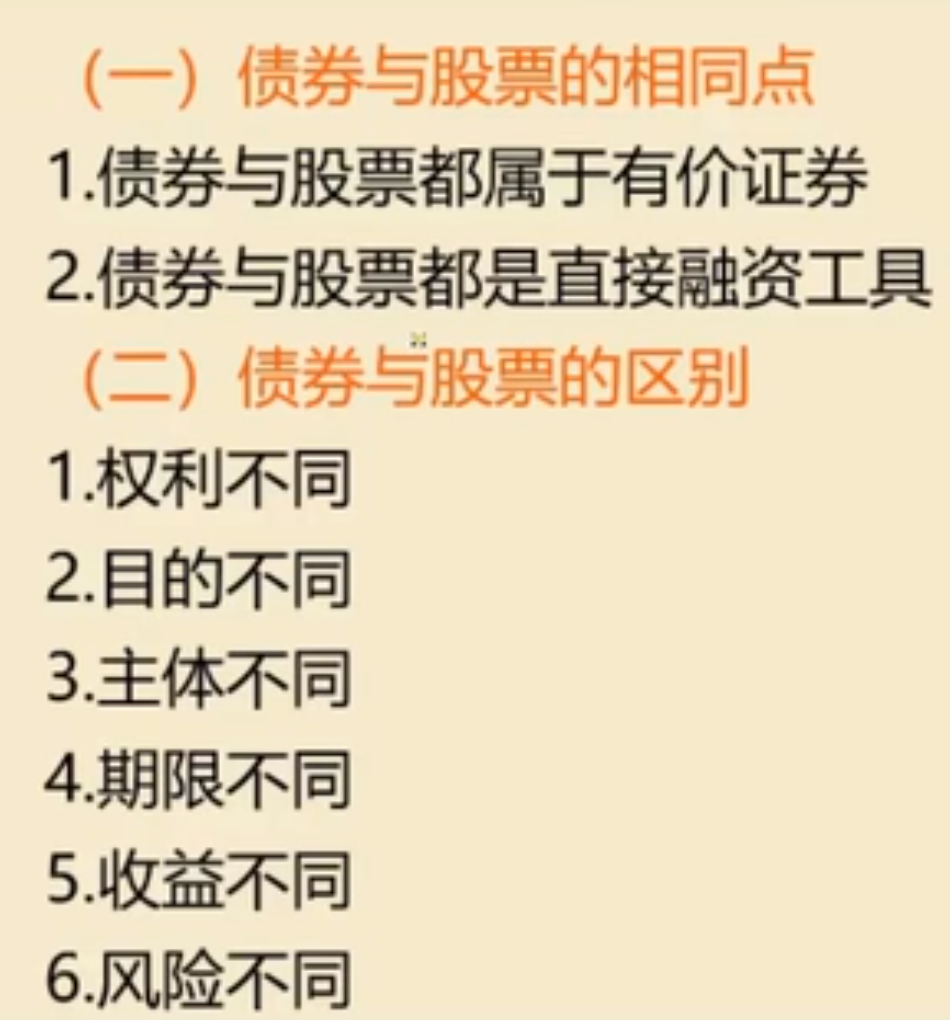 （一）债券与股票的相同点
1.债券与股票都属于有价证券
2.债券与股票都是直接融资工具
（二）债券与股票的区别
1.权利不同
2.目的不同
3.主体不同
4.期限不同
5.收益不同
6.风险不同